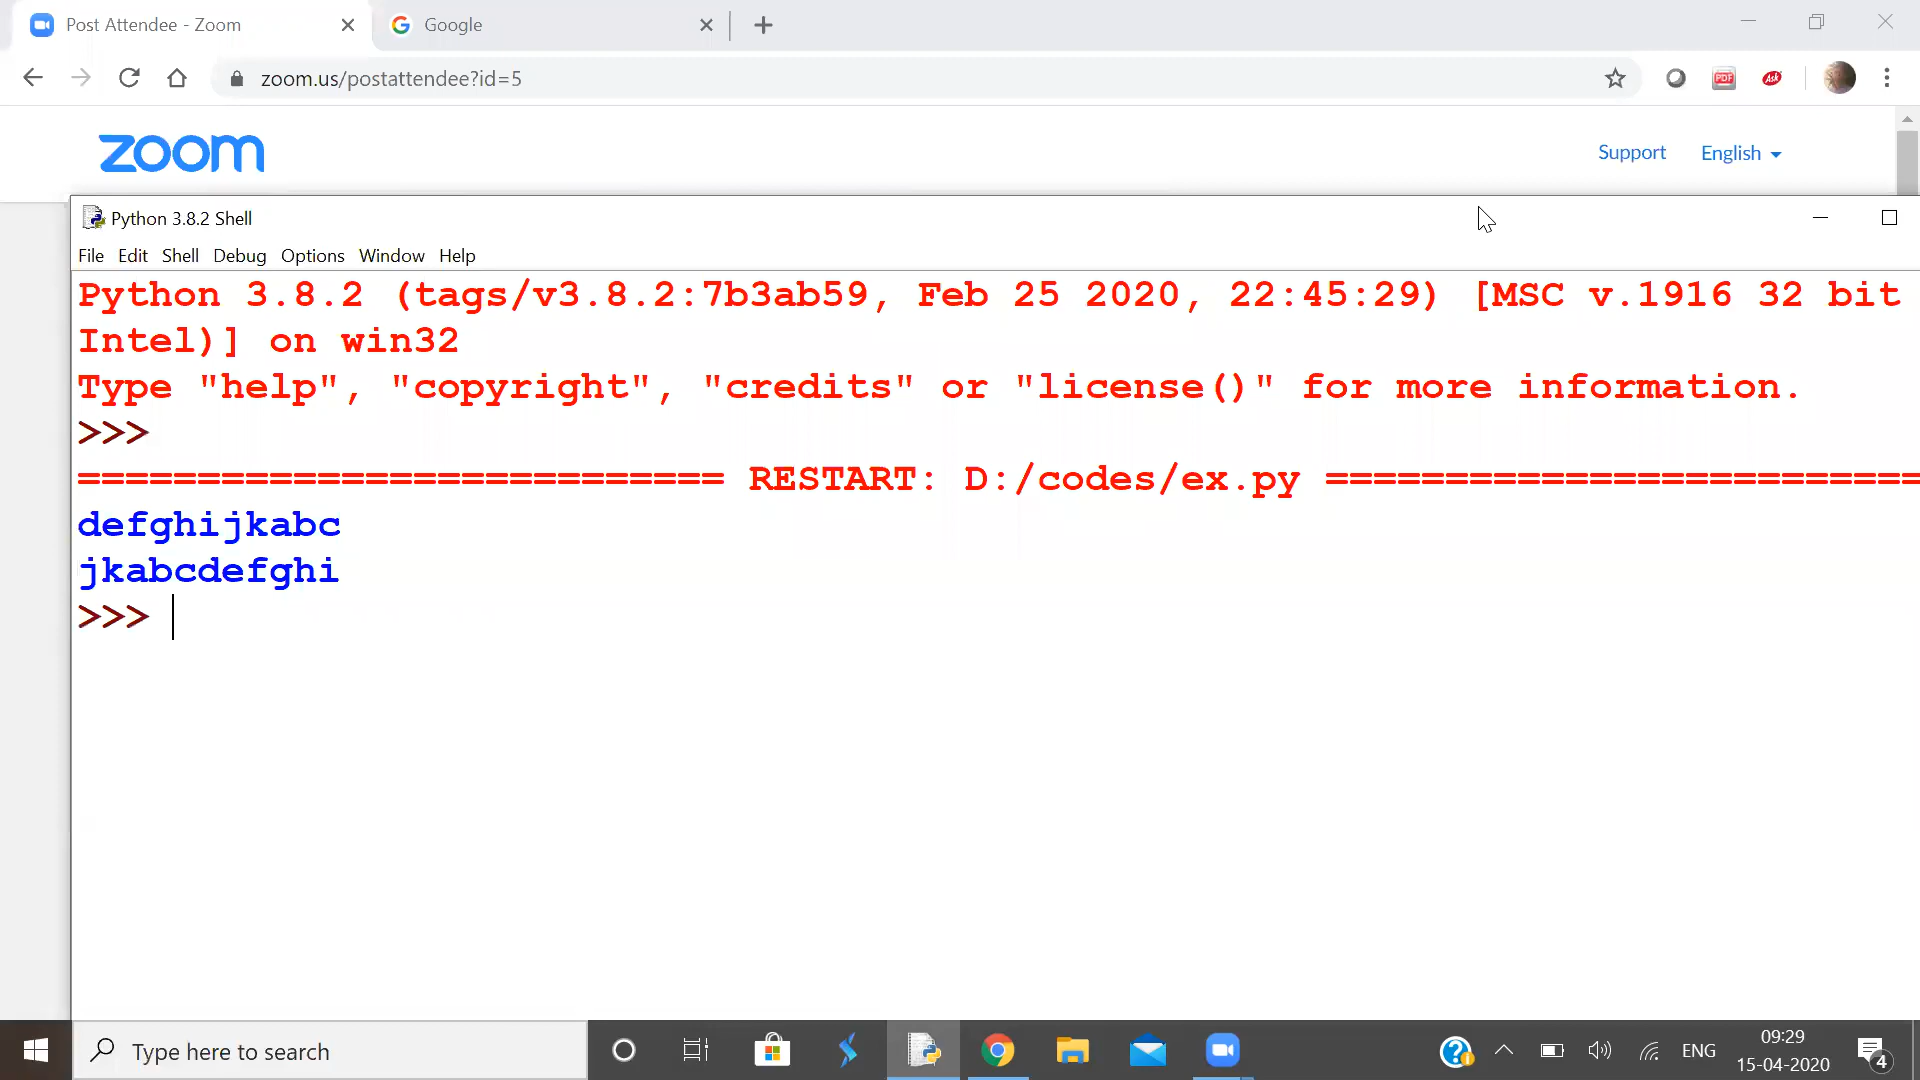 Post Attendee - Zoom
Google
zoom.us/postattendee?id=5
PDF
Ask
zoom
Support
English
Python 3.8.2 Shell
File Edit Shell Debug Options Window Help
Python 3.8.2 (tags/v3.8.2:7b3ab59, Feb 25 2020, 22:45:29) [MSC v.1916 32 bit
Intel)] on win32
Type "help", "copyright", "credits" or "license()" for more information.
>>>
=========================== RESTART: D:/codes/ex.py =========================
defghijkabc
jkabcdefghi
>>>
Type here to search
ENG
09:29
15-04-2020
4